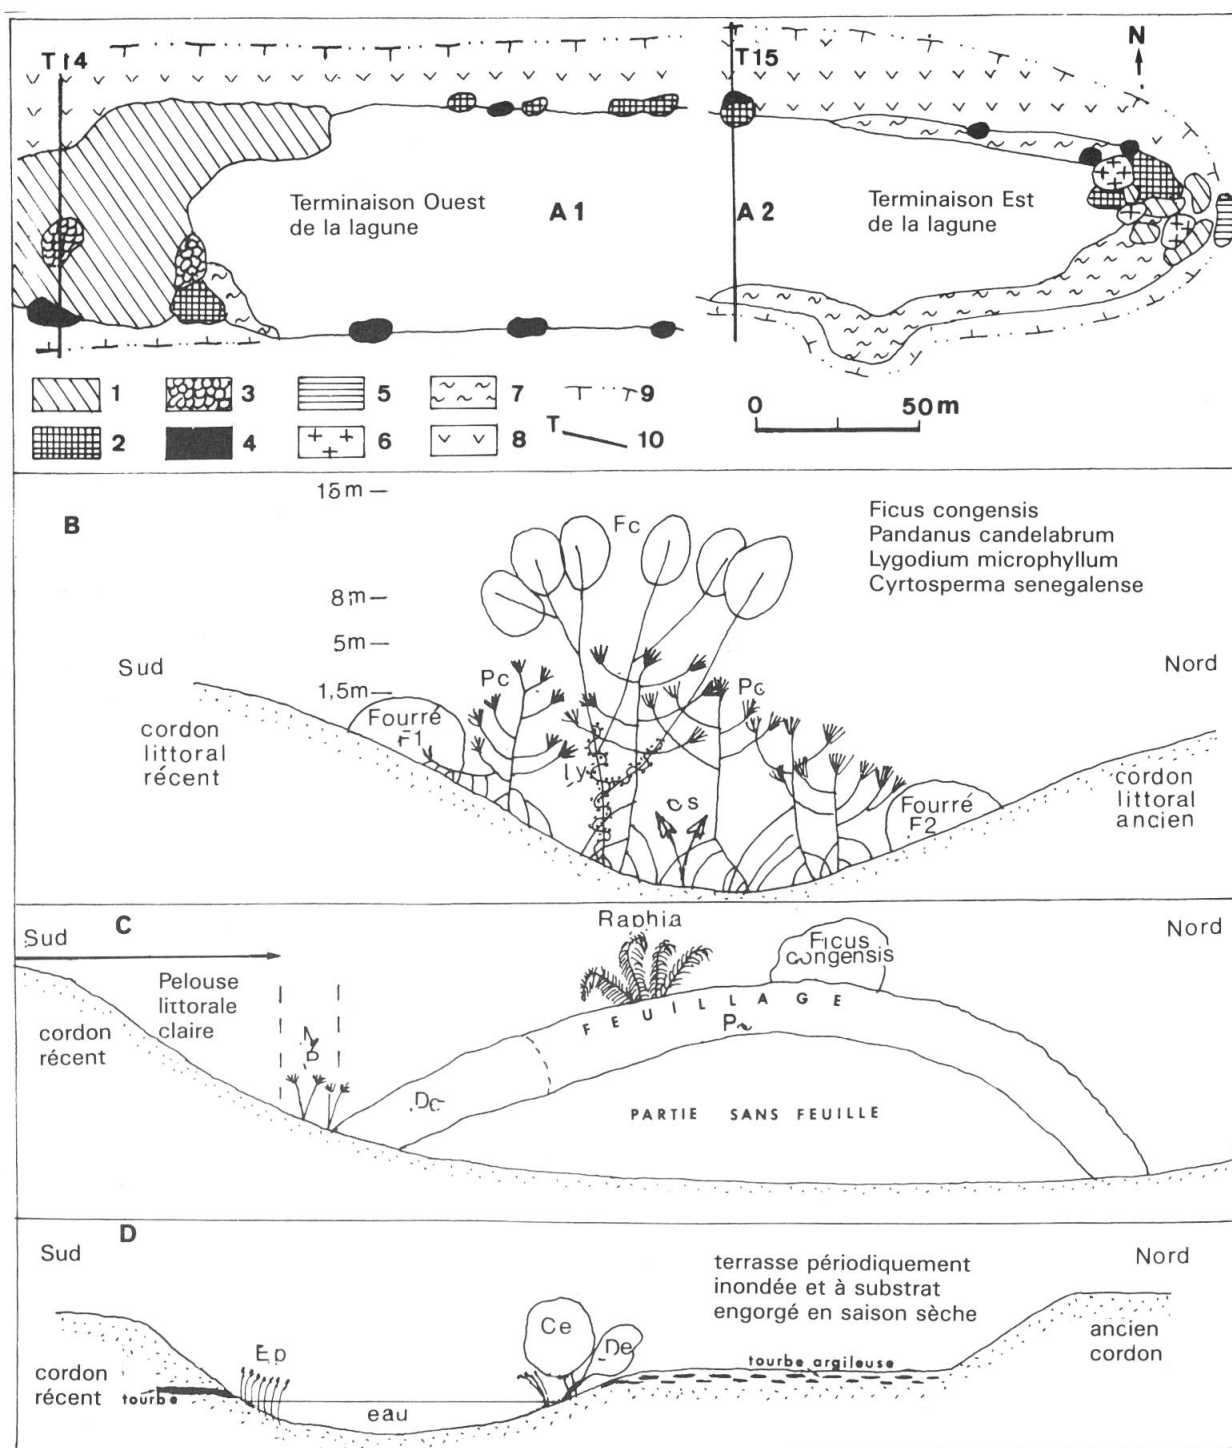 T14
T15
N
Terminaison Ouest
de la lagune
A1
A2
Terminaison Est
de la lagune
1
3
5
7
9
2
4
6
8
T
10
0
50m
B
15m
8m
5m
1,5m
Fc
Ficus congensis
Pandanus candelabrum
Lygodium microphyllum
Cyrtosperma senegalense
Sud
Nord
cordon
littoral
récent
Fourré
F1
Pc
Pc
Ly
cs
Fourré
F2
cordon
littoral
ancien
C
Sud
Nord
Raphia
Ficus
congensis
Pelouse
littorale
claire
cordon
récent
FEUILLAGE
Dc
PARTIE SANS FEUILLE
D
Sud
Nord
terrasse périodiquement
inondée et à substrat
engorgé en saison sèche
Ep
Ce
De
cordon
récent
tourbe
eau
tourbe argileuse
ancien
cordon